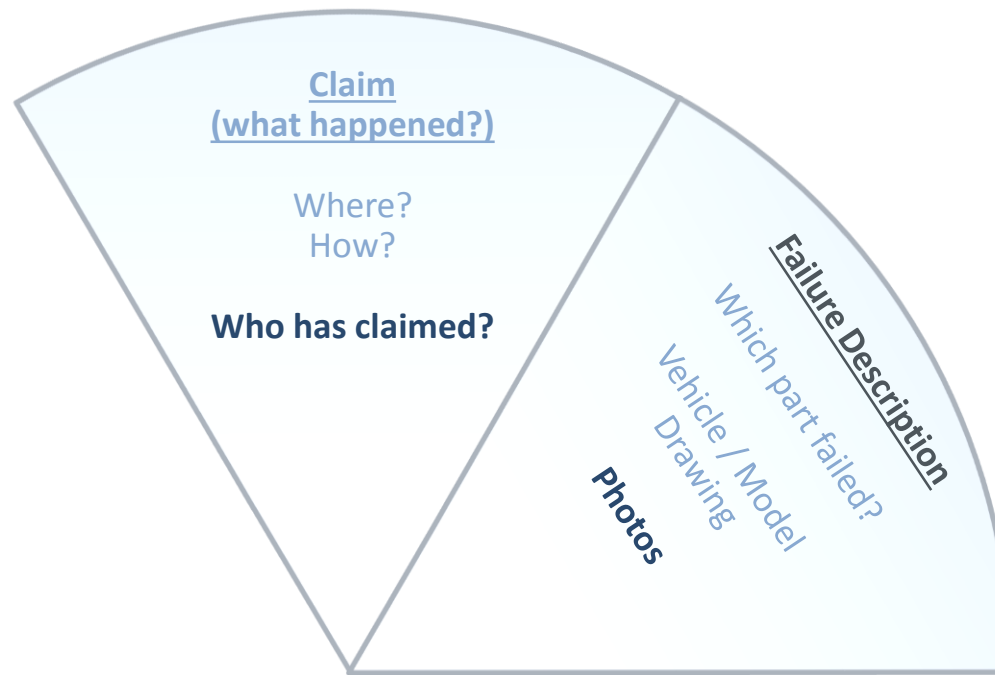 Claim
(what happened?)
Where?
How?
Who has claimed?
Failure Description
Which part failed?
Vehicle / Model
Drawing
Photos